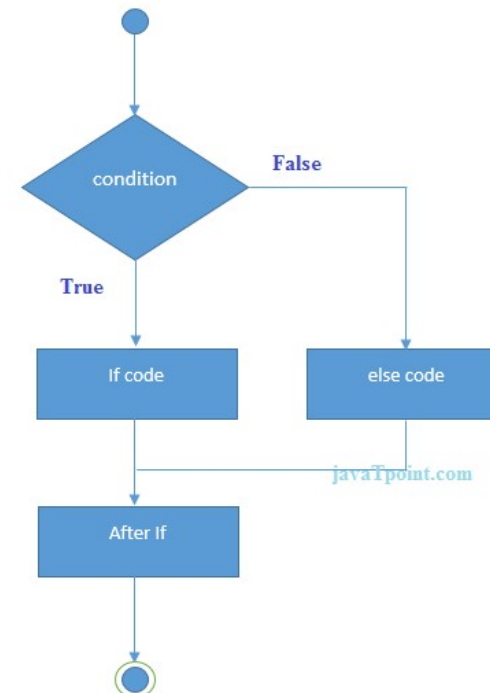 condition
False
True
If code
else code
javaTpoint.com
After If